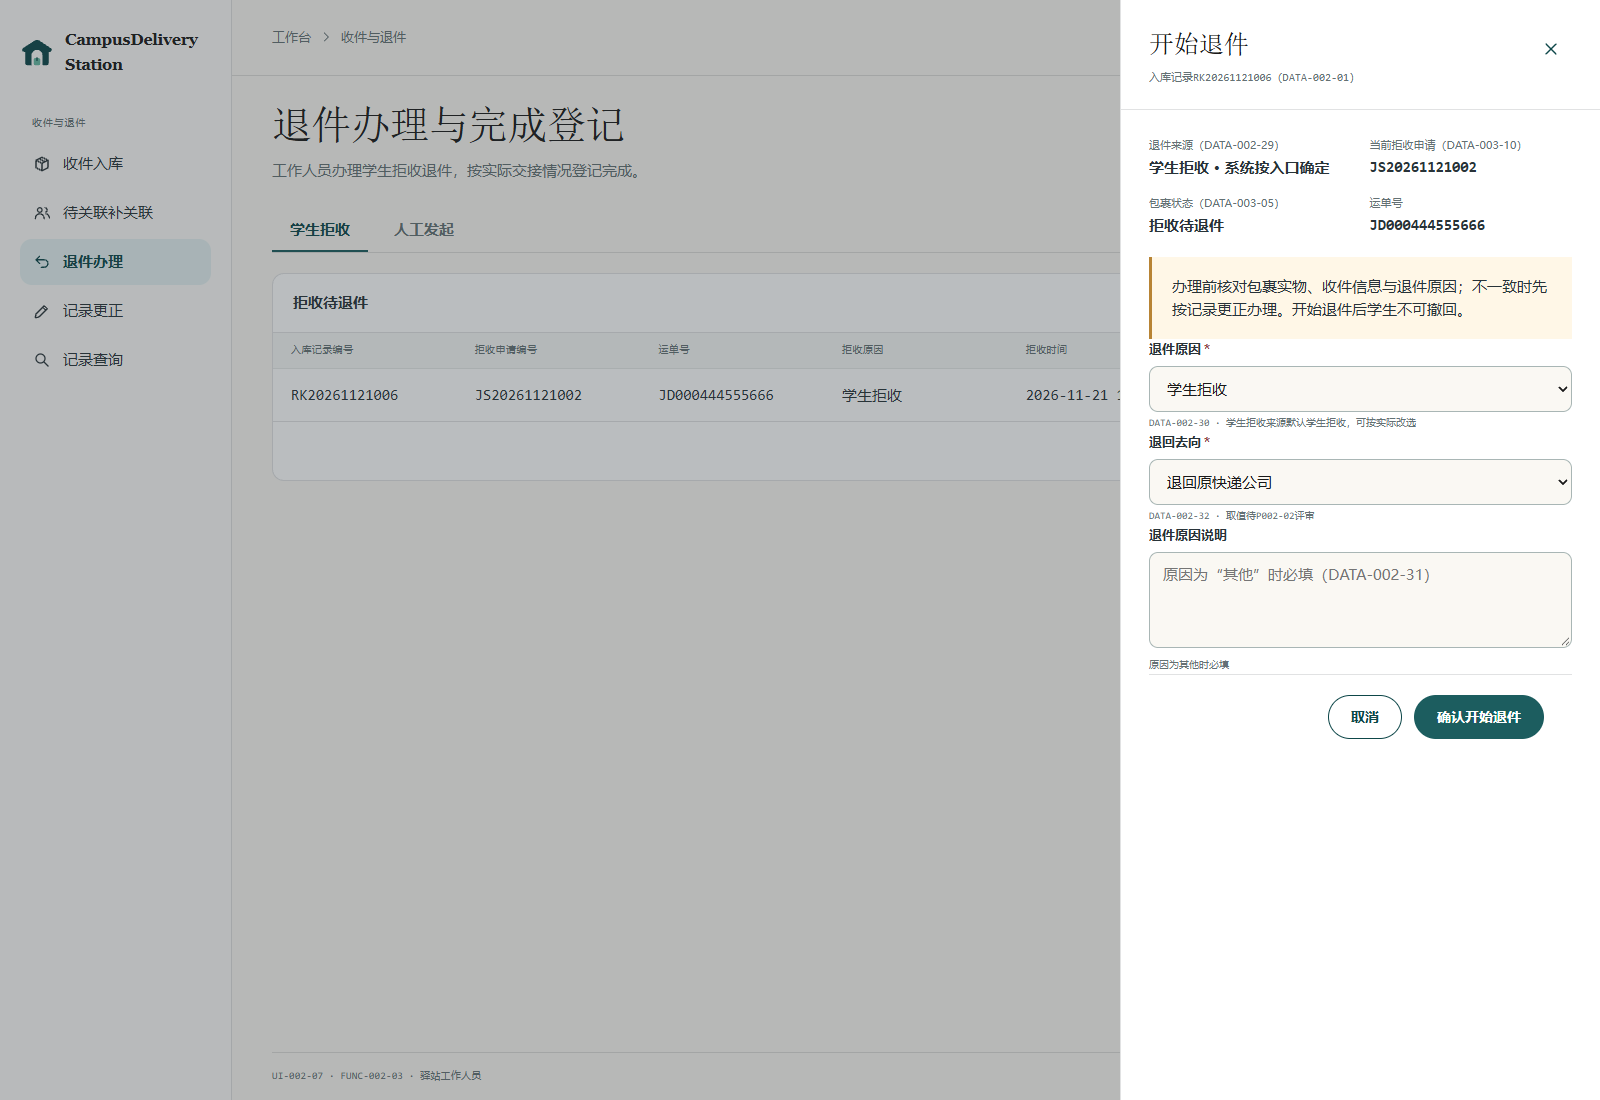 CampusDelivery
Station
收件与退件
收件入库
待关联补关联
退件办理
记录更正
记录查询
工作台 > 收件与退件
退件办理与完成登记
工作人员办理学生拒收退件，按实际交接情况登记完成。
学生拒收 人工发起
拒收待退件
入库记录编号 拒收申请编号 运单号 拒收原因 拒收时间
RK20261121006 JS20261121002 JD000444555666 学生拒收 2026-11-21
UI-002-07 · FUNC-002-03 · 驿站工作人员
开始退件
入库记录RK20261121006（DATA-002-01）
退件来源（DATA-002-29） 当前拒收申请（DATA-003-10）
学生拒收 • 系统按入口确定 JS20261121002
包裹状态（DATA-003-05） 运单号
拒收待退件 JD000444555666
办理前核对包裹实物、收件信息与退件原因；不一致时先
按记录更正办理。开始退件后学生不可撤回。
退件原因 *
学生拒收
DATA-002-30 · 学生拒收来源默认学生拒收，可按实际改选
退回去向 *
退回原快递公司
DATA-002-32 · 取值待P002-02评审
退件原因说明
原因为“其他”时必填（DATA-002-31）
原因为其他时必填
取消 确认开始退件